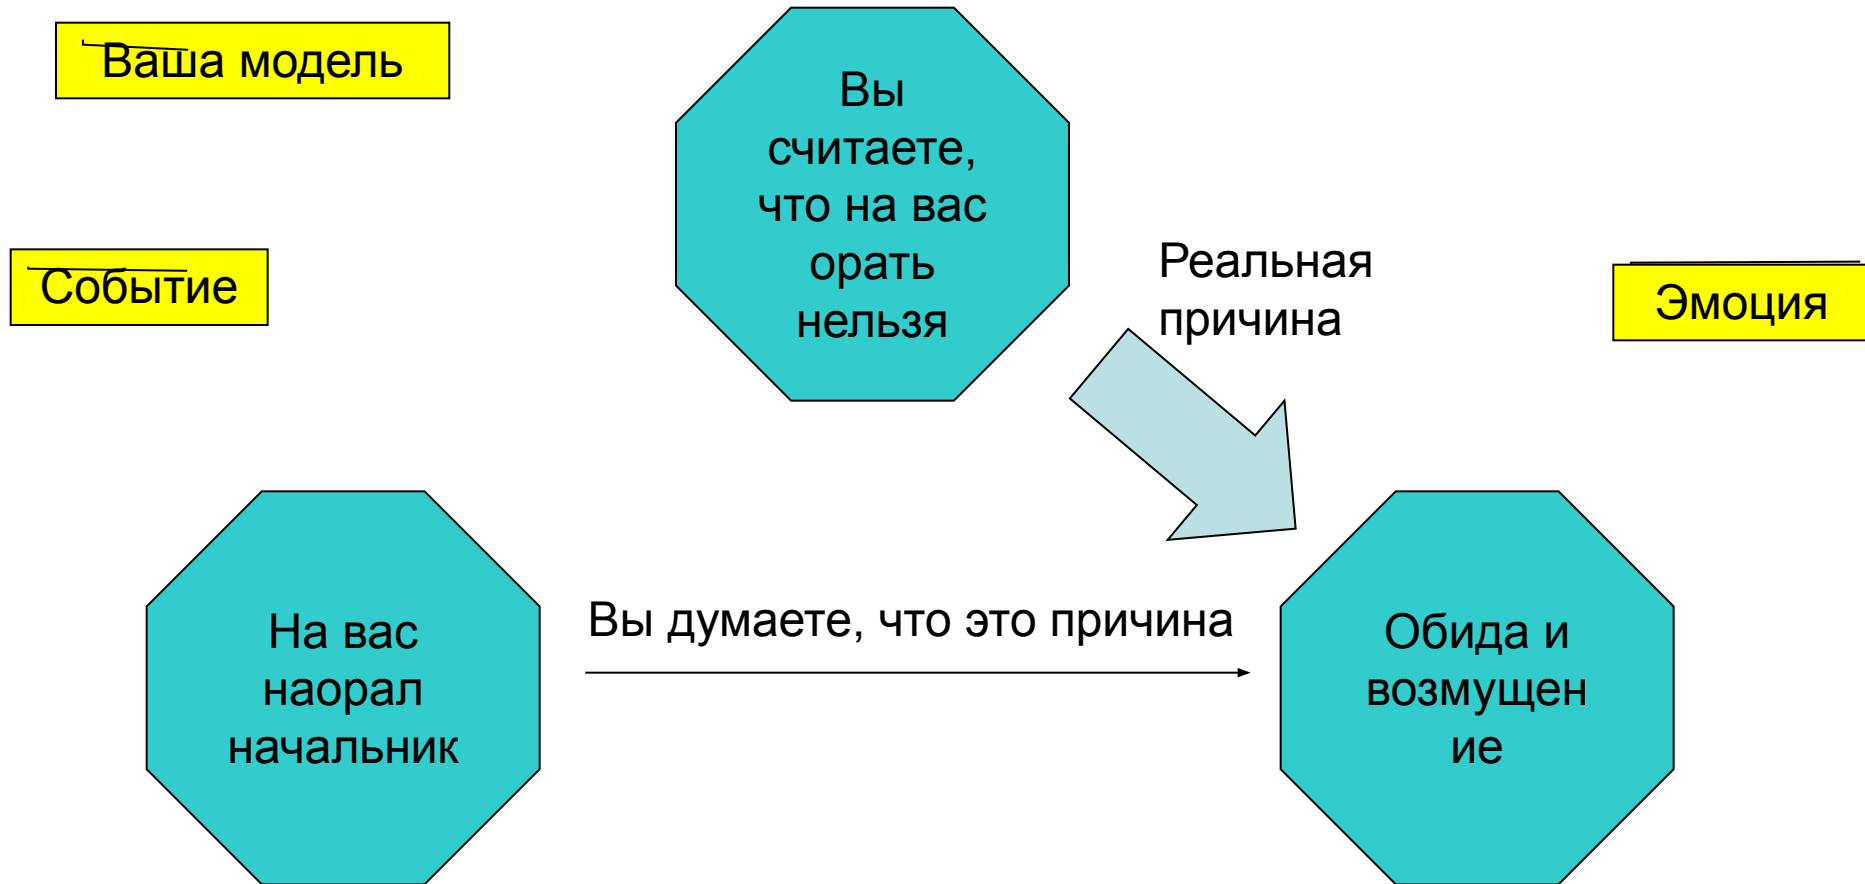 Ваша модель
Вы
считаете,
что на вас
орать
нельзя
Событие
Реальная
причина
Эмоция
На вас
наорал
начальник
Вы думаете, что это причина
Обида и
возмущен
ие